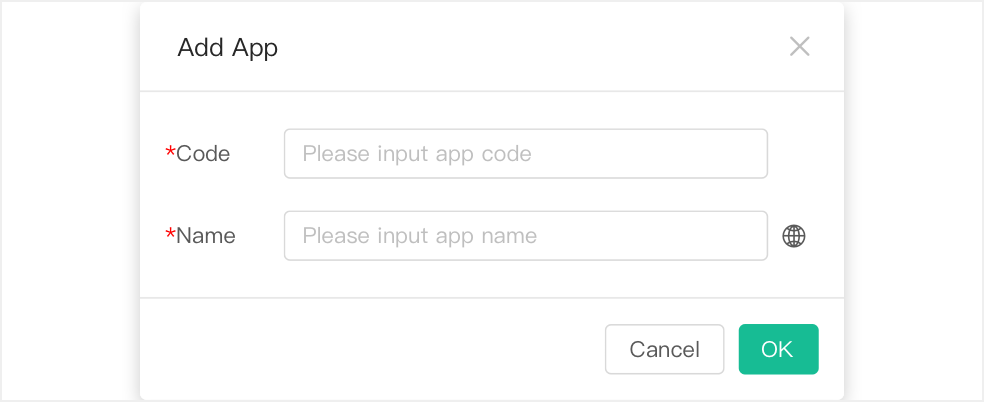 Add App
*Code
Please input app code
*Name
Please input app name
Cancel
OK